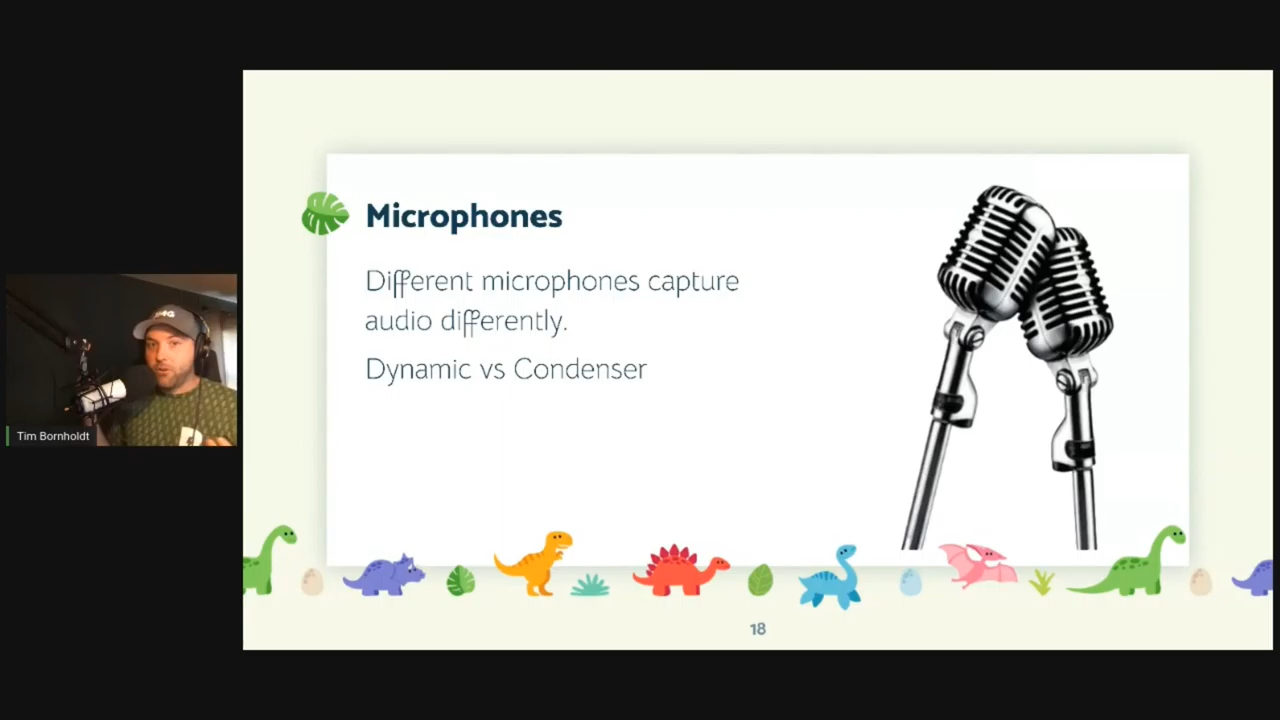 Microphones
Different microphones capture
audio differently.
Dynamic vs Condenser
Tim Bornholdt
18